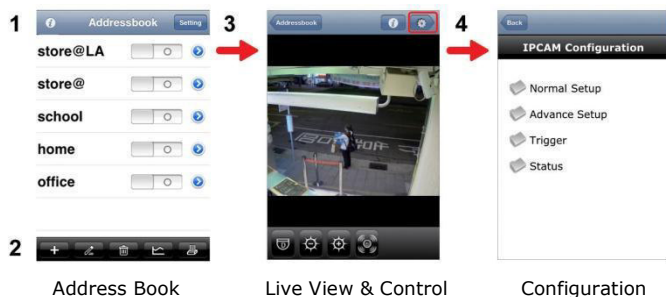 1
Addressbook
Setting
store@LA
store@
school
home
office
2
Address Book
3
Addressbook
Live View & Control
4
Back
IPCAM Configuration
Normal Setup
Advance Setup
Trigger
Status
Configuration